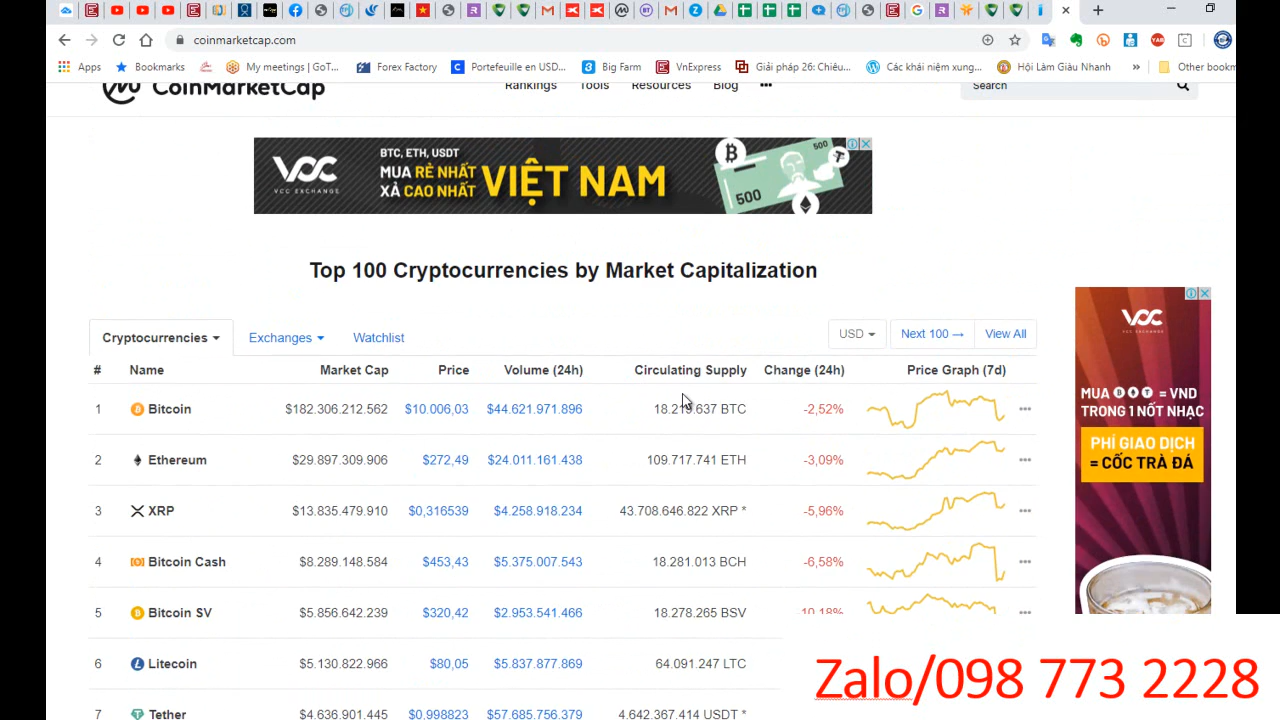 coinmarketcap.com
Apps Bookmarks My meetings | GoT... Forex Factory Portefeuille en USD... Big Farm VnExpress Giải pháp 26: Chiêu... Các khái niệm xung... Hội Làm Giàu Nhanh » Other bookm
CoinMarketCap Rankings Tools Resources Blog Search
VCC EXCHANGE
BTC, ETH, USDT
MUA RẺ NHẤT
XẢ CAO NHẤT
VIỆT NAM
500
500
Top 100 Cryptocurrencies by Market Capitalization
Cryptocurrencies Exchanges Watchlist USD Next 100 → View All
# Name Market Cap Price Volume (24h) Circulating Supply Change (24h) Price Graph (7d)
1 Bitcoin $182.306.212.562 $10.006,03 $44.621.971.896 -2,52%
2 Ethereum $29.897.309.906 $272,49 $24.011.161.438 109.717.741 ETH -3,09%
3 XRP $13.835.479.910 $0,316539 $4.258.918.234 43.708.646.822 XRP * -5,96%
4 Bitcoin Cash $8.289.148.584 $453,43 $5.375.007.543 18.281.013 BCH -6,58%
5 Bitcoin SV $5.856.642.239 $320,42 $2.953.541.466 18.278.265 BSV -10,18%
6 Litecoin $5.130.822.966 $80,05 $5.837.877.869 64.091.247 LTC
7 Tether $4.636.901.445 $0,998823 $57.685.756.379 4.642.367.414 USDT *
VCC
EXCHANGE
MUA = VND
TRONG 1 NỐT NHẠC
PHÍ GIAO DỊCH
= CỐC TRÀ ĐÁ
Zalo/098 773 2228